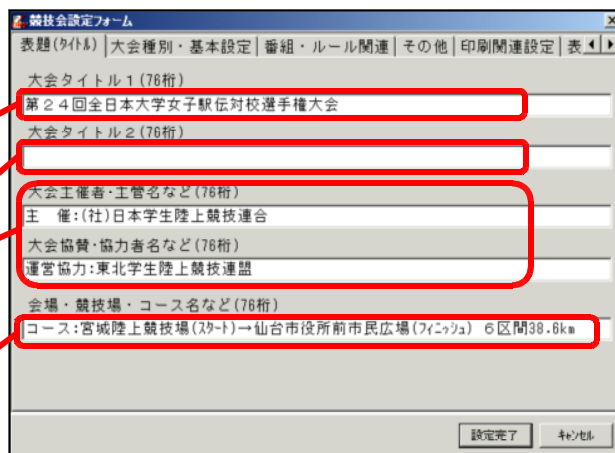 競技会設定フォーム
表題(ﾀｲﾄﾙ) 大会種別・基本設定 番組・ルール関連 その他 印刷関連設定 表
大会タイトル1(76桁)
第24回全日本大学女子駅伝対校選手権大会
大会タイトル2(76桁)
大会主催者・主管名など(76桁)
主　催:(社)日本学生陸上競技連合
大会協賛・協力者名など(76桁)
運営協力:東北学生陸上競技連盟
会場・競技場・コース名など(76桁)
コース:宮城陸上競技場(ｽﾀｰﾄ)→仙台市役所前市民広場(ﾌｨﾆｯｼｭ) 6区間38.6km
設定完了 ｷｬﾝｾﾙ